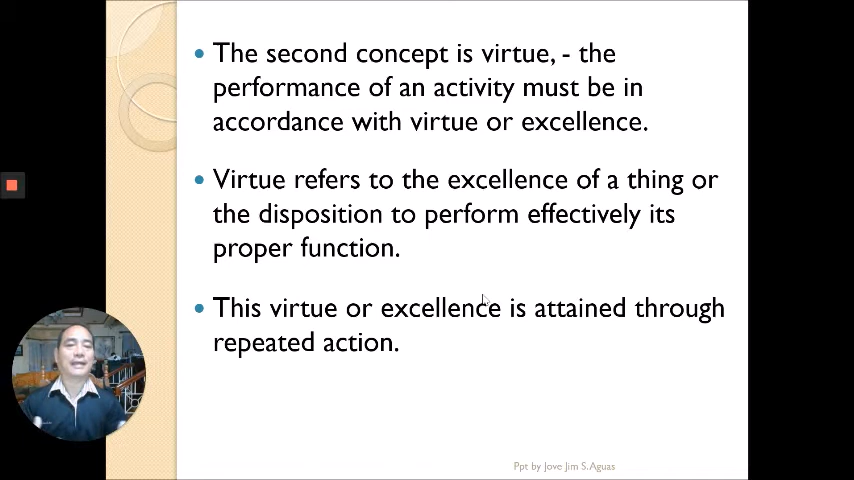 The second concept is virtue, - the
performance of an activity must be in
accordance with virtue or excellence.
Virtue refers to the excellence of a thing or
the disposition to perform effectively its
proper function.
This virtue or excellence is attained through
repeated action.
Ppt by Jove Jim S. Aguas